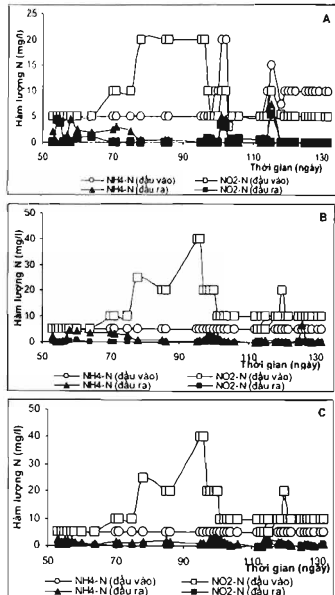 A
Hàm lượng N (mg/l)
25
20
15
10
5
0
50 70 90 110 130
Thời gian (ngày)
NH4-N (đầu vào) NO2-N (đầu vào)
NH4-N (đầu ra) NO2-N (đầu ra)
B
Hàm lượng N (mg/l)
50
40
30
20
10
0
50 70 90 110 130
Thời gian (ngày)
NH4-N (đầu vào) NO2-N (đầu vào)
NH4-N (đầu ra) NO2-N (đầu ra)
C
Hàm lượng N (mg/l)
50
40
30
20
10
0
50 70 90 110 130
Thời gian (ngày)
NH4-N (đầu vào) NO2-N (đầu vào)
NH4-N (đầu ra) NO2-N (đầu ra)